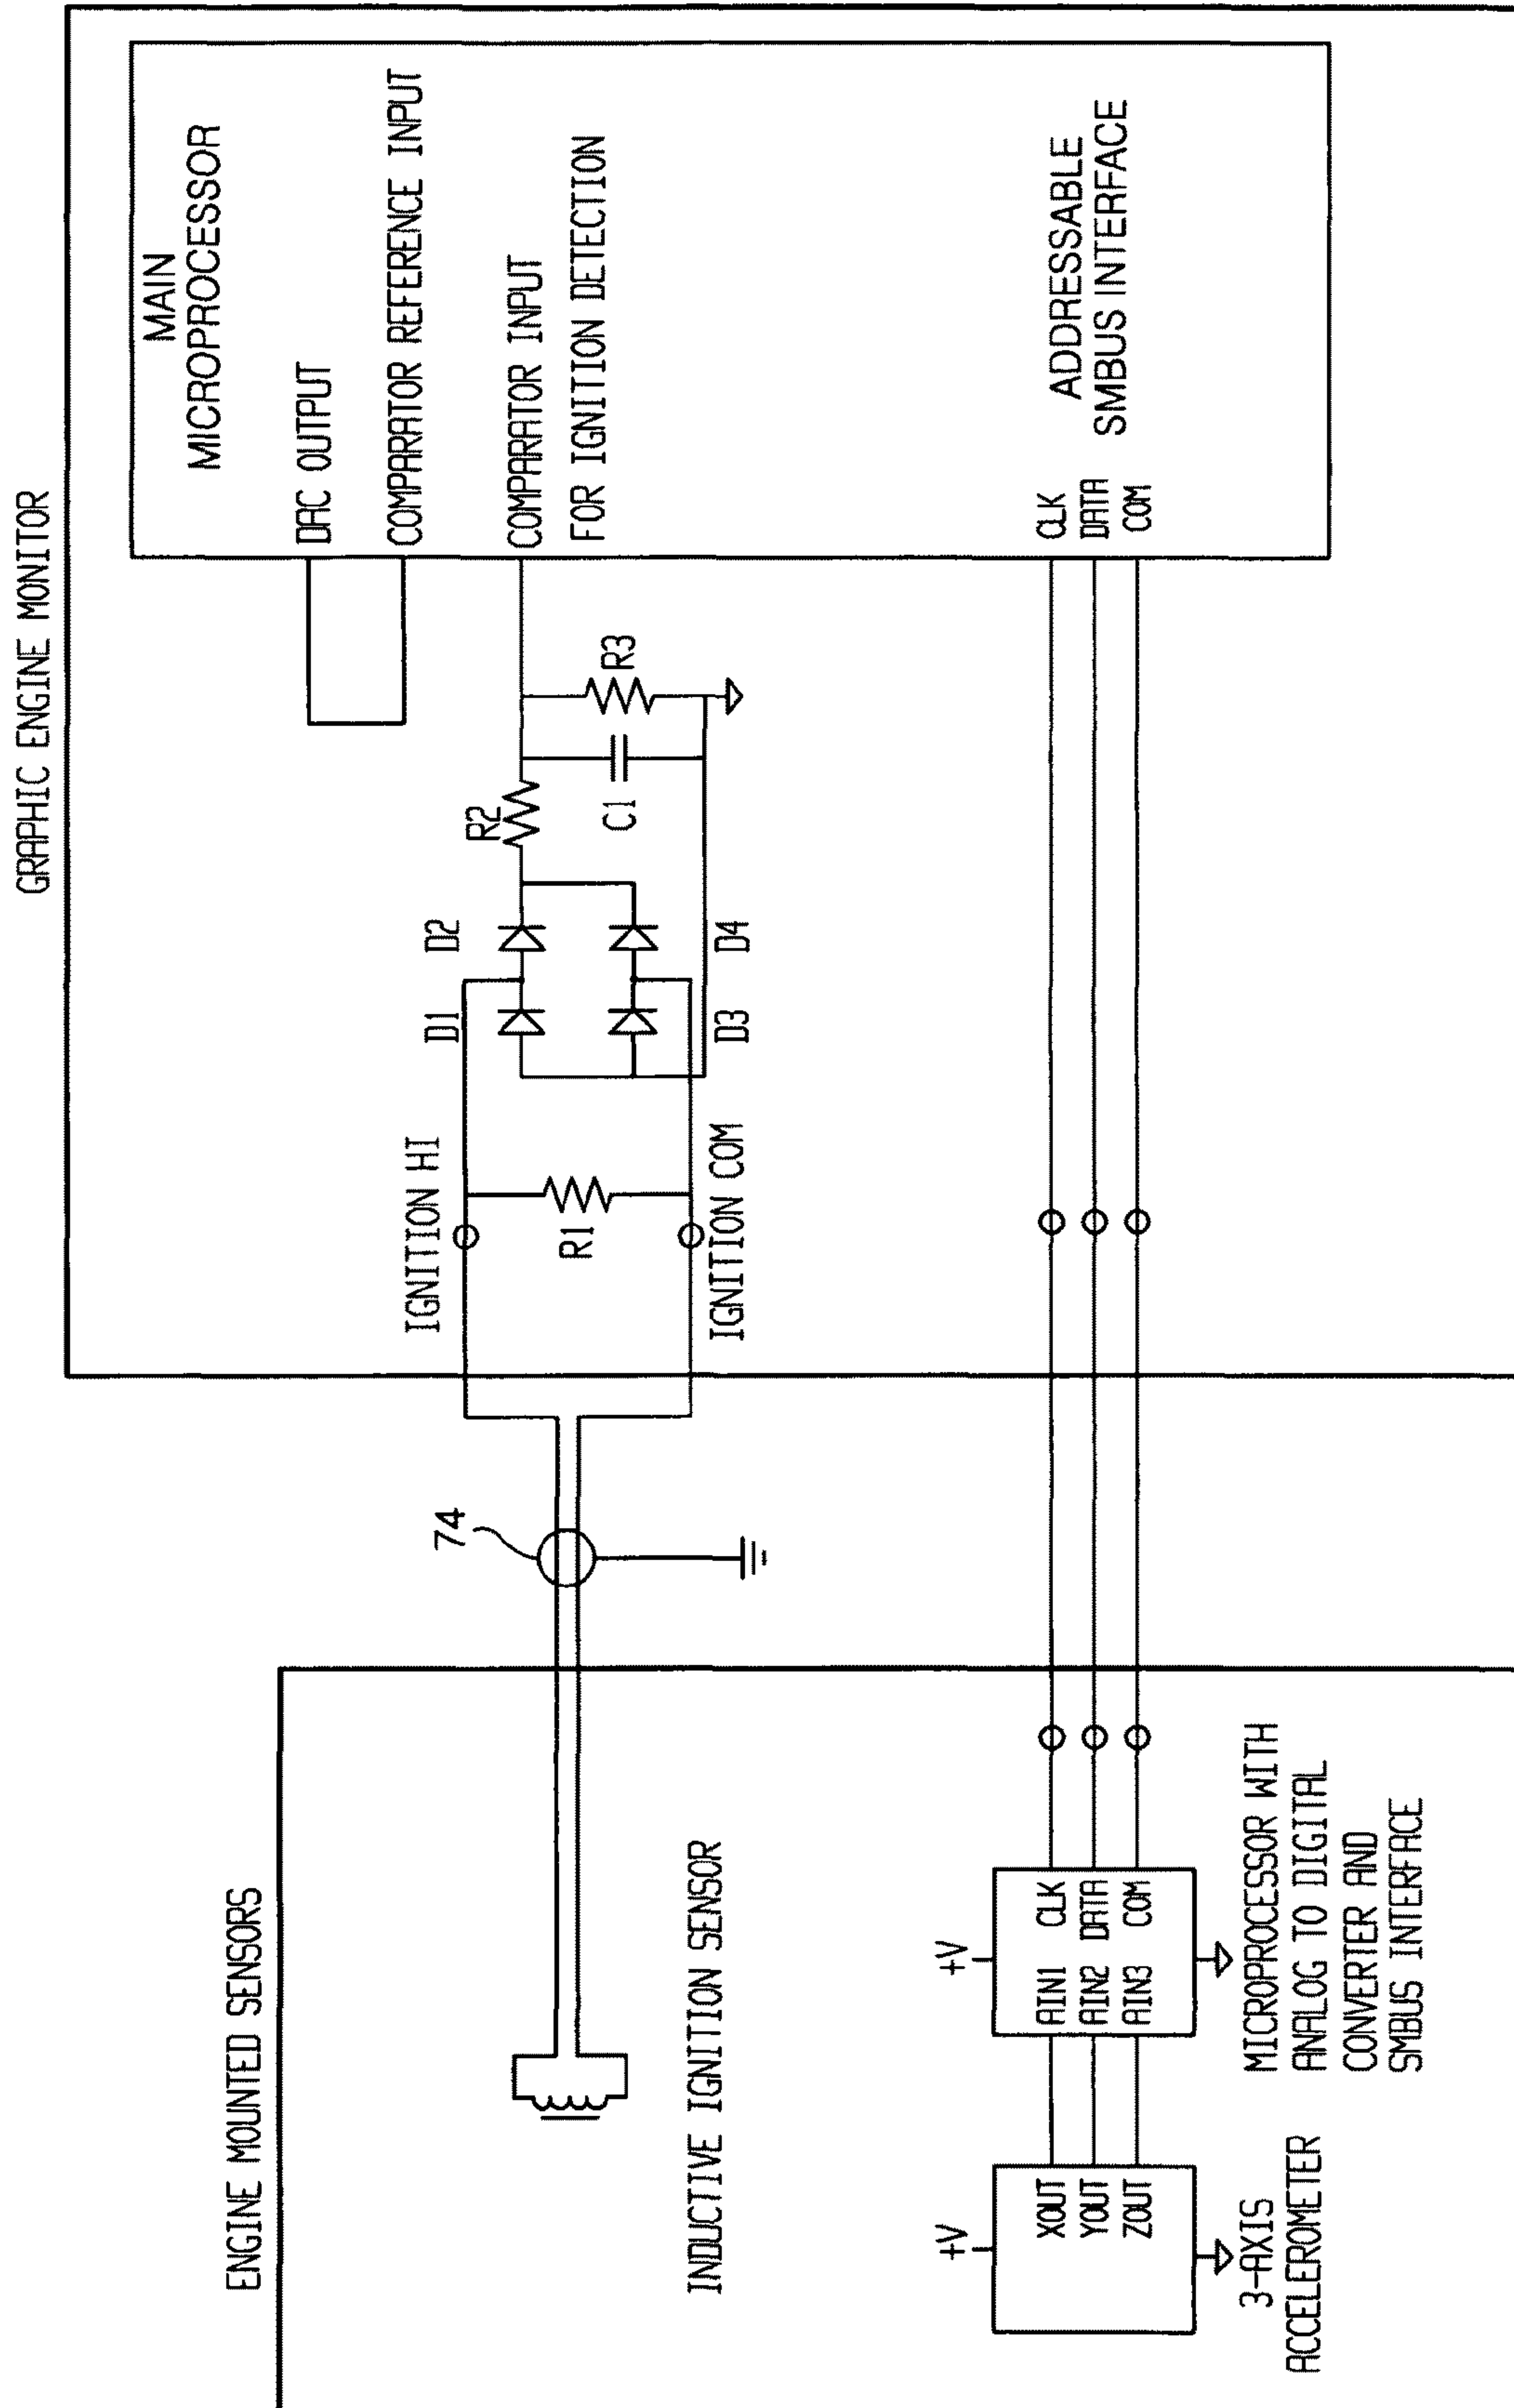 ENGINE MOUNTED SENSORS
INDUCTIVE IGNITION SENSOR
+V
XOUT
YOUT
ZOUT
3-AXIS
ACCELEROMETER
+V
AIN1 CLK
AIN2 DATA
AIN3 COM
MICROPROCESSOR WITH
ANALOG TO DIGITAL
CONVERTER AND
SMBUS INTERFACE
74
GRAPHIC ENGINE MONITOR
IGNITION HI
R1
IGNITION COM
D1
D2
D3
D4
R2
C1
R3
MAIN
MICROPROCESSOR
DAC OUTPUT
COMPARATOR REFERENCE INPUT
COMPARATOR INPUT
FOR IGNITION DETECTION
CLK
DATA
COM
ADDRESSABLE
SMBUS INTERFACE